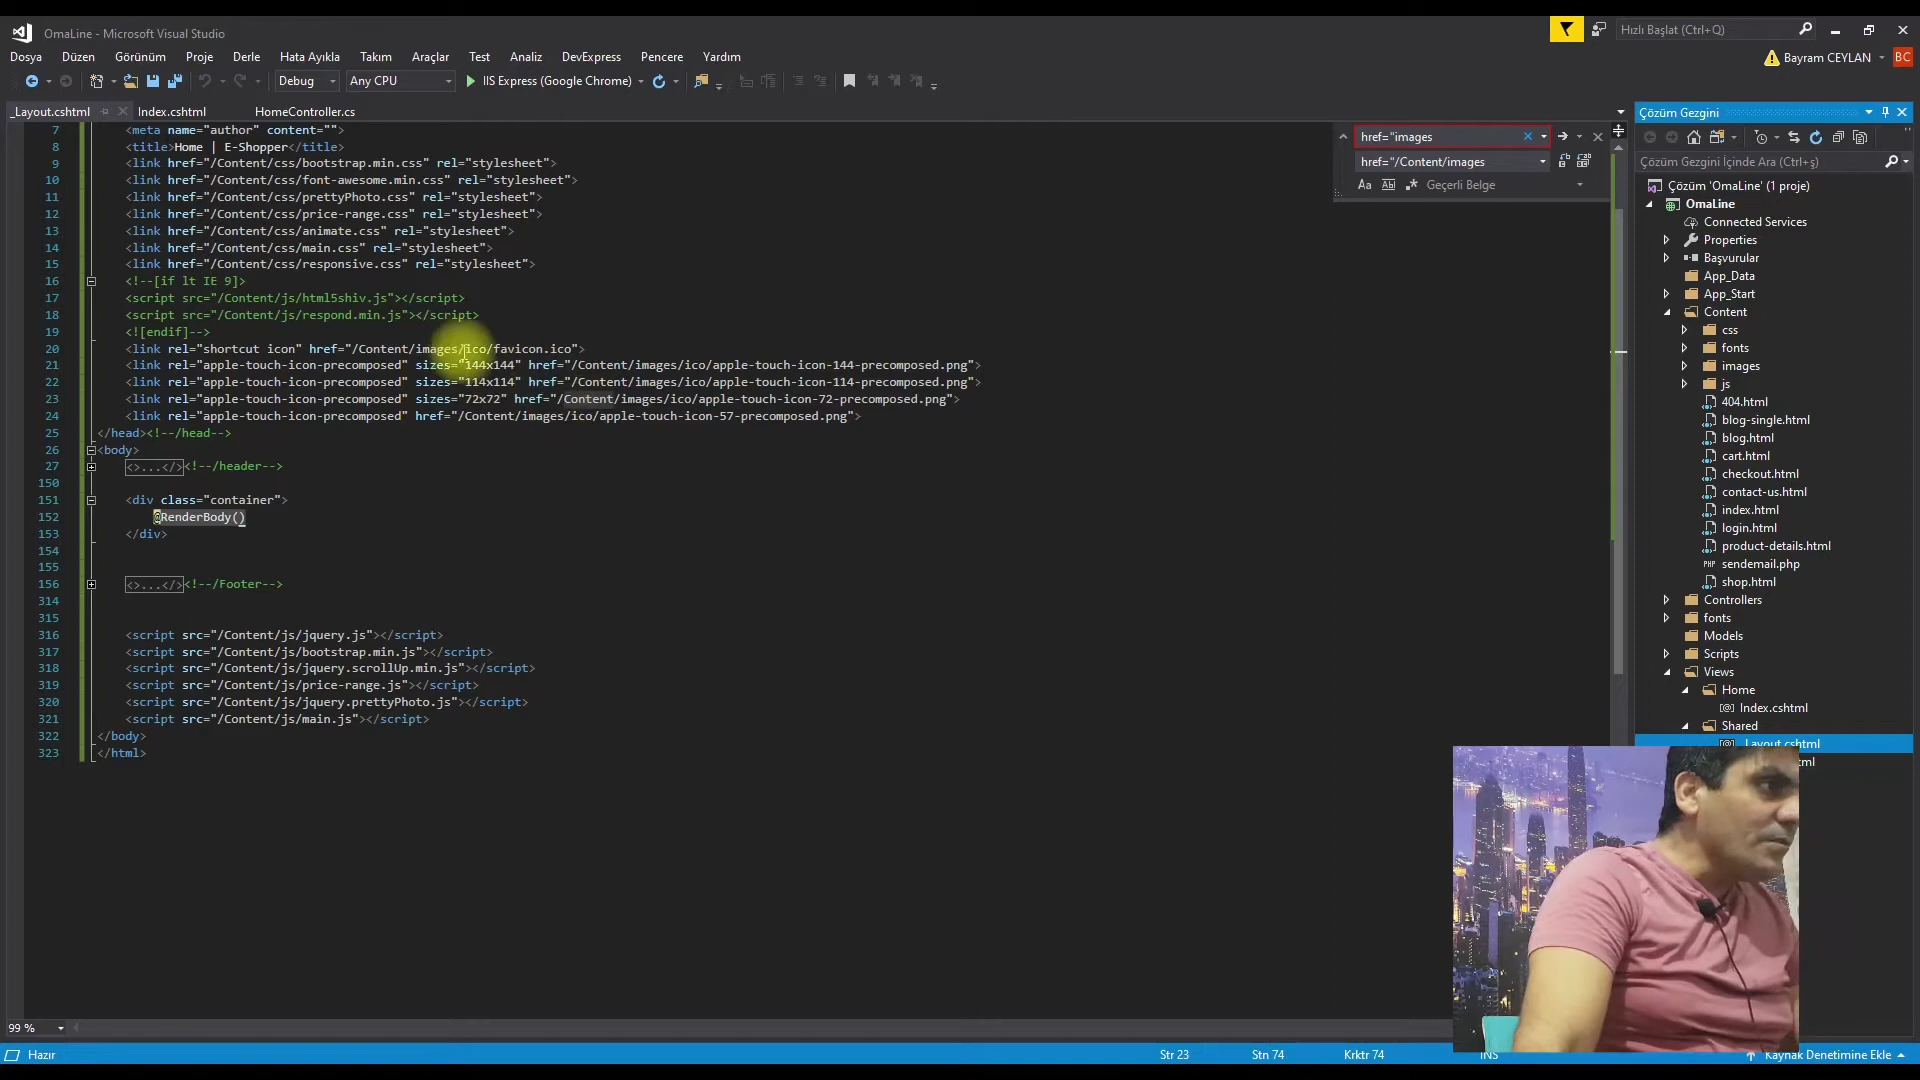 OmaLine - Microsoft Visual Studio
Hızlı Başlat (Ctrl+Q)
Dosya Düzen Görünüm Proje Derle Hata Ayıkla Takım Araçlar Test Analiz DevExpress Pencere Yardım
Bayram CEYLAN BC
Debug Any CPU IIS Express (Google Chrome)
_Layout.cshtml Index.cshtml HomeController.cs
7 <meta name="author" content="">
8 <title>Home | E-Shopper</title>
9 <link href="/Content/css/bootstrap.min.css" rel="stylesheet">
10 <link href="/Content/css/font-awesome.min.css" rel="stylesheet">
11 <link href="/Content/css/prettyPhoto.css" rel="stylesheet">
12 <link href="/Content/css/price-range.css" rel="stylesheet">
13 <link href="/Content/css/animate.css" rel="stylesheet">
14 <link href="/Content/css/main.css" rel="stylesheet">
15 <link href="/Content/css/responsive.css" rel="stylesheet">
16 <!--[if lt IE 9]>
17 <script src="/Content/js/html5shiv.js"></script>
18 <script src="/Content/js/respond.min.js"></script>
19 <![endif]-->
20 <link rel="shortcut icon" href="/Content/images/ico/favicon.ico">
21 <link rel="apple-touch-icon-precomposed" sizes="144x144" href="/Content/images/ico/apple-touch-icon-144-precomposed.png">
22 <link rel="apple-touch-icon-precomposed" sizes="114x114" href="/Content/images/ico/apple-touch-icon-114-precomposed.png">
23 <link rel="apple-touch-icon-precomposed" sizes="72x72" href="/Content/images/ico/apple-touch-icon-72-precomposed.png">
24 <link rel="apple-touch-icon-precomposed" href="/Content/images/ico/apple-touch-icon-57-precomposed.png">
25 </head><!--/head-->
26 <body>
27 <>...</><!--/header-->
150
151 <div class="container">
152 @RenderBody()
153 </div>
154
155
156 <>...</><!--/Footer-->
314
315
316 <script src="/Content/js/jquery.js"></script>
317 <script src="/Content/js/bootstrap.min.js"></script>
318 <script src="/Content/js/jquery.scrollUp.min.js"></script>
319 <script src="/Content/js/price-range.js"></script>
320 <script src="/Content/js/jquery.prettyPhoto.js"></script>
321 <script src="/Content/js/main.js"></script>
322 </body>
323 </html>
href="images
href="/Content/images
Aa Ab .* Geçerli Belge
Çözüm Gezgini
Çözüm Gezgini İçinde Ara (Ctrl+ş)
Çözüm 'OmaLine' (1 proje)
OmaLine
Connected Services
Properties
Başvurular
App_Data
App_Start
Content
css
fonts
images
js
404.html
blog-single.html
blog.html
cart.html
checkout.html
contact-us.html
index.html
login.html
product-details.html
PHP sendemail.php
shop.html
Controllers
fonts
Models
Scripts
Views
Home
Index.cshtml
Shared
_Layout.cshtml
99 %
Hazır Str 23 Stn 74 Krktr 74 INS Kaynak Denetimine Ekle